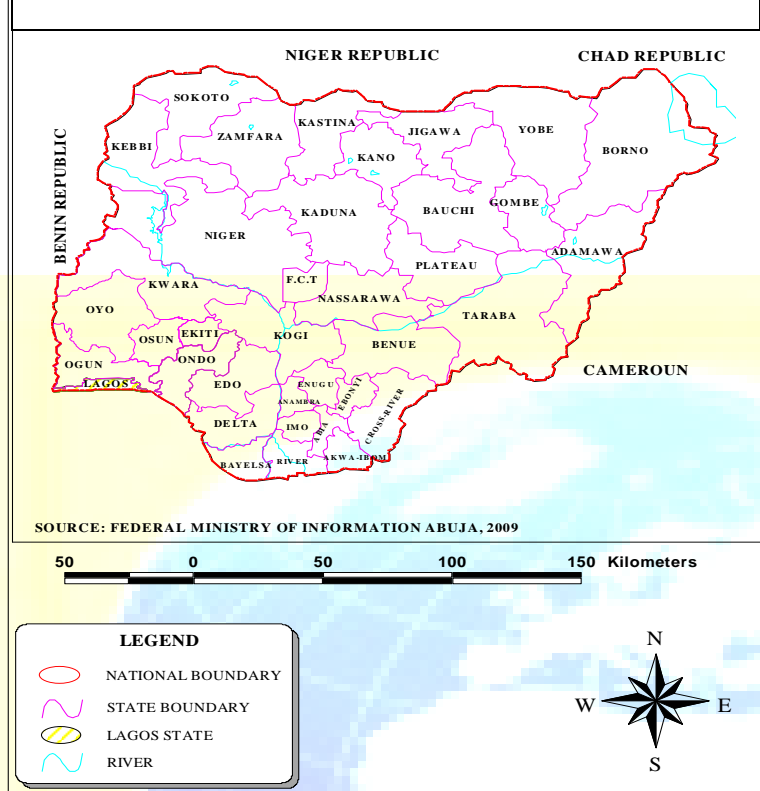 NIGER REPUBLIC
CHAD REPUBLIC
BENIN REPUBLIC
SOKOTO
KASTINA
ZAMFARA
JIGAWA
YOBE
KEBBI
KANO
BORNO
GOMBE
KADUNA
BAUCHI
NIGER
ADAMAWA
PLATEAU
KWARA
F.C.T
NASSARAWA
OYO
TARABA
EKITI
KOGI
OSUN
BENUE
ONDO
OGUN
CAMEROUN
LAGOS
EDO
ENUGU
EBONYI
ANAMBRA
CROSS-RIVER
DELTA
IMO
ABIA
BAYELSA
RIVER
AKWA-IBOM
SOURCE: FEDERAL MINISTRY OF INFORMATION ABUJA, 2009
50 0 50 100 150 Kilometers
LEGEND
NATIONAL BOUNDARY
STATE BOUNDARY
LAGOS STATE
RIVER
N
W E
S